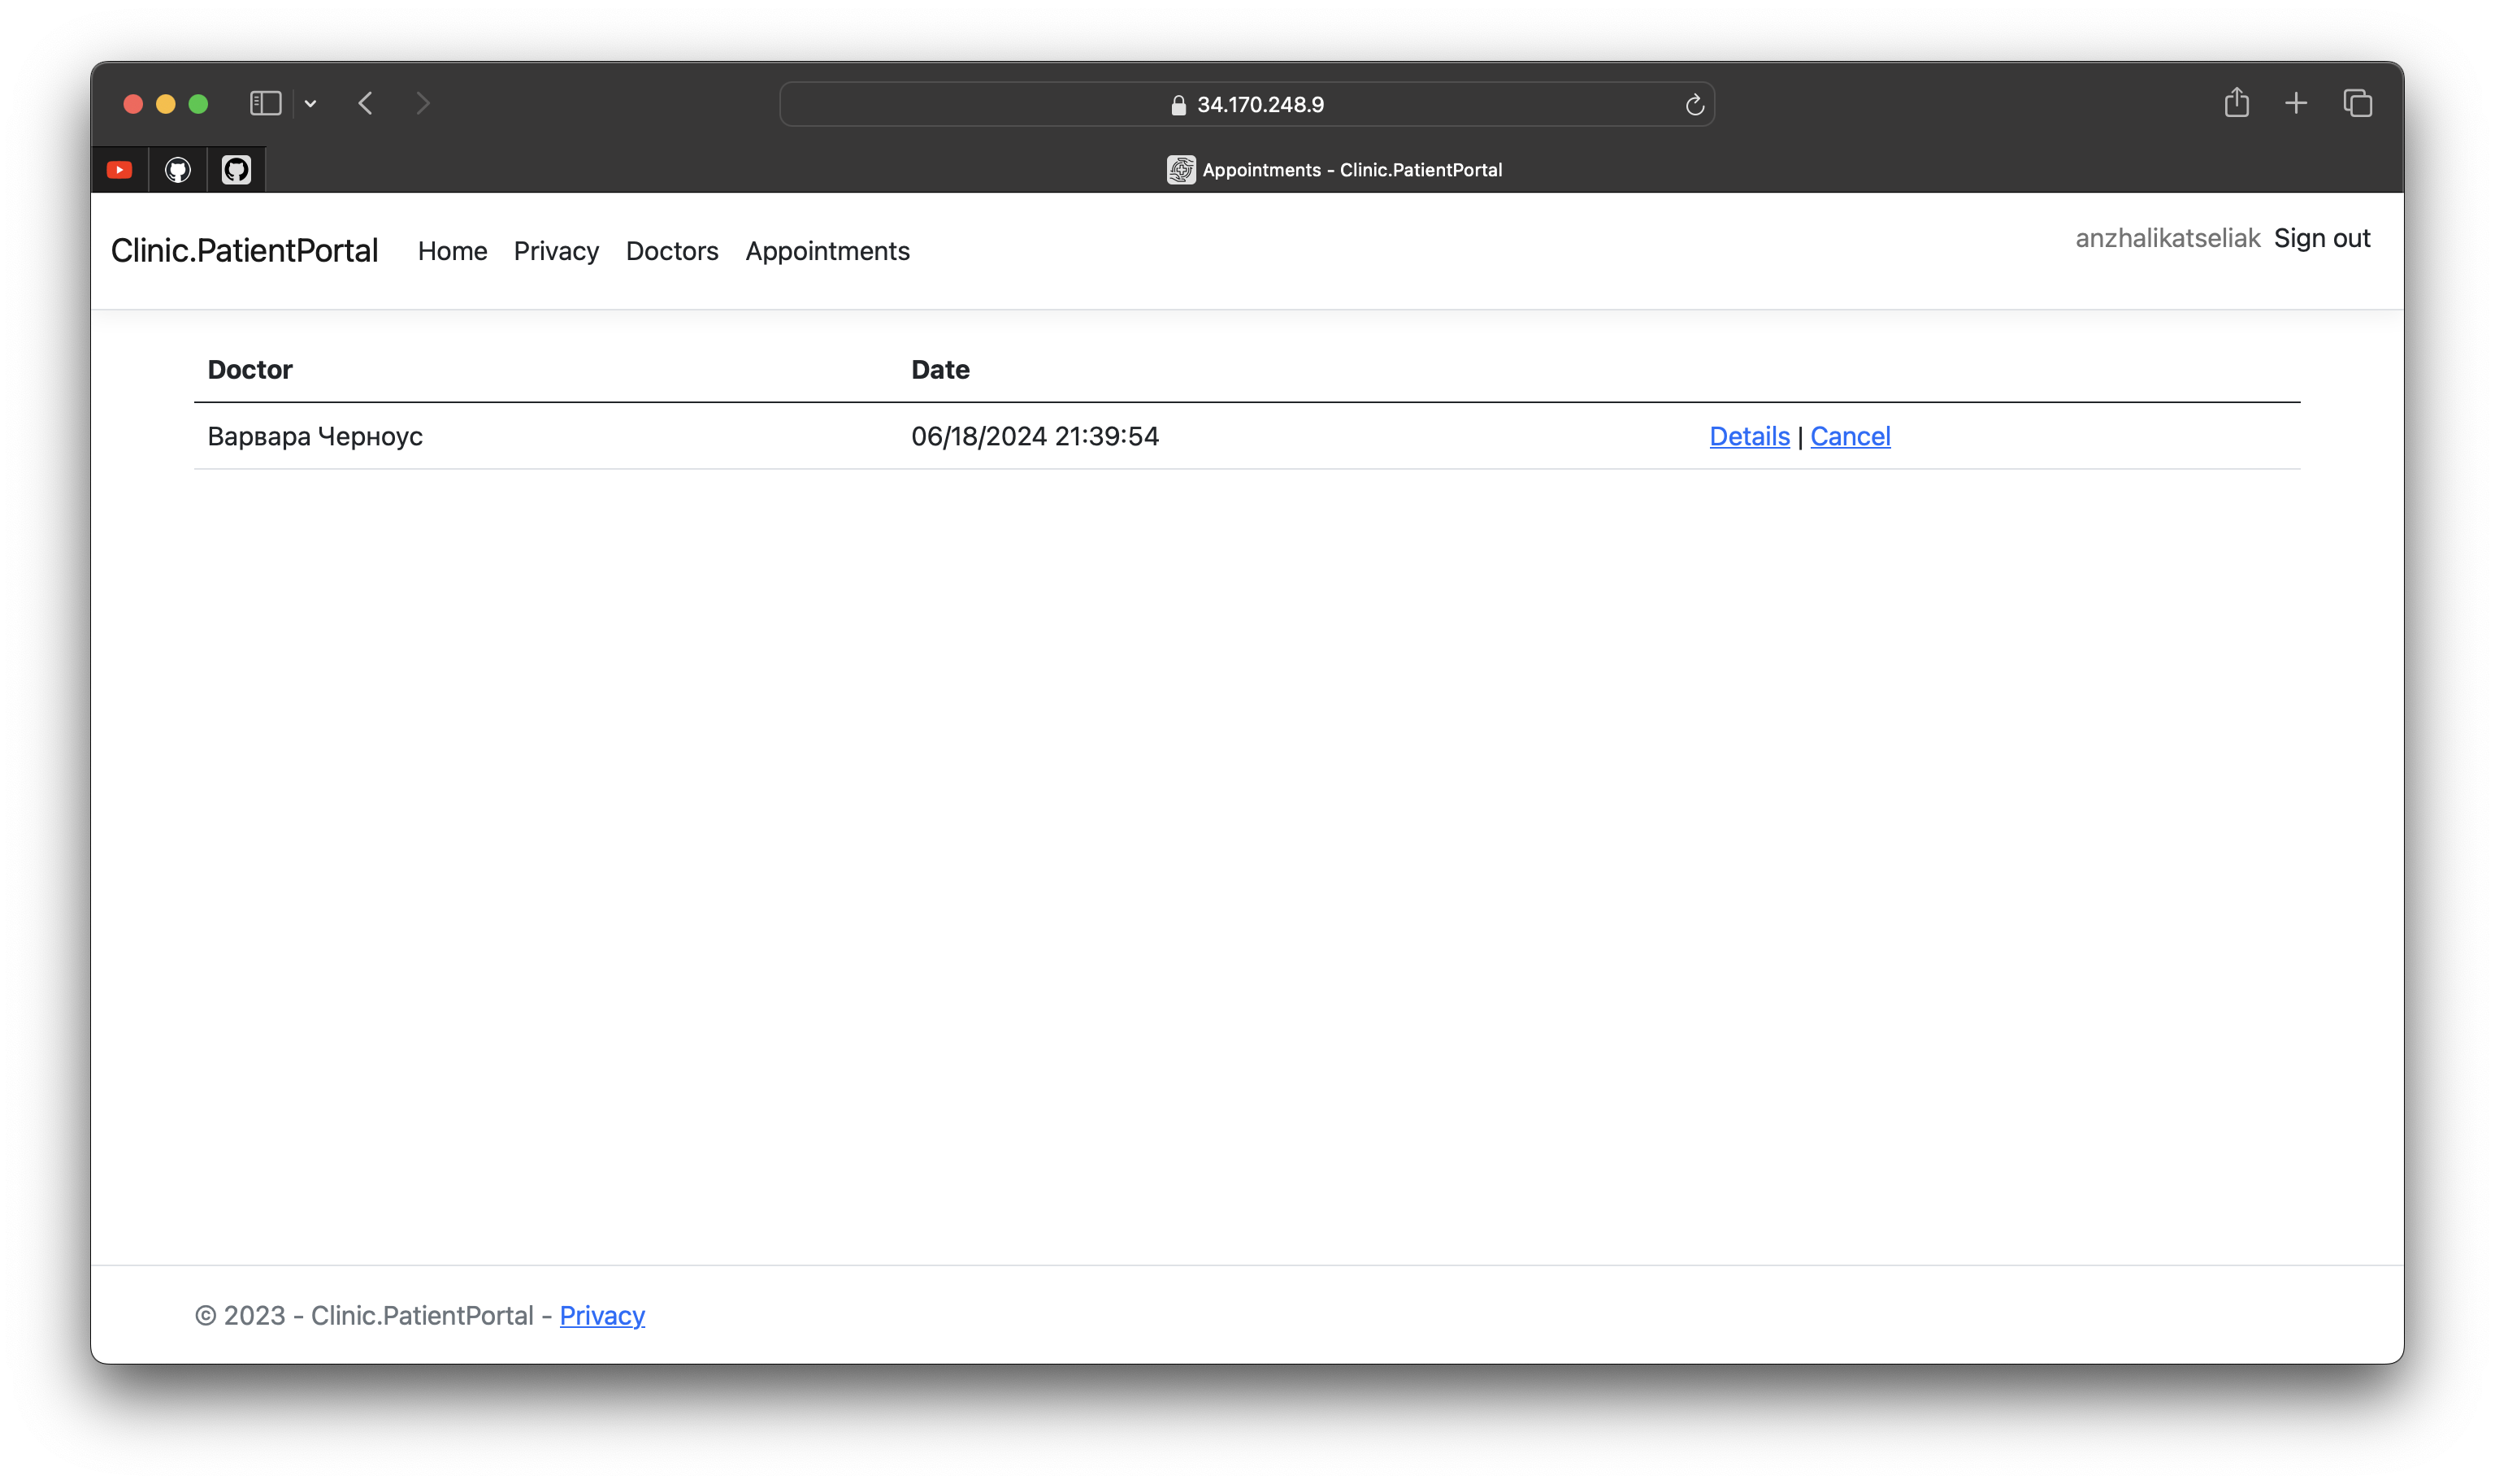 34.170.248.9
Appointments - Clinic.PatientPortal
Clinic.PatientPortal Home Privacy Doctors Appointments anzhalikatseliak Sign out
Doctor Date
Варвара Черноус 06/18/2024 21:39:54 Details | Cancel
© 2023 - Clinic.PatientPortal - Privacy